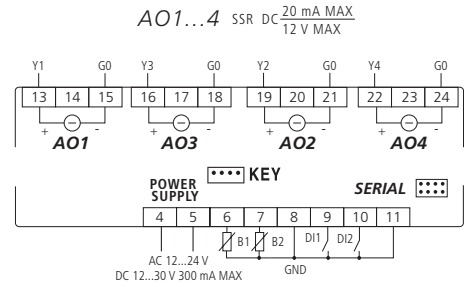 AO1...4 SSR DC 20 mA MAX
12 V MAX
Y1 G0 Y3 G0 Y2 G0 Y4 G0
13 14 15 16 17 18 19 20 21 22 23 24
+ - + - + - + -
AO1 AO3 AO2 AO4
KEY
POWER SUPPLY SERIAL
4 5 6 7 8 9 10 11
B1 B2 DI1 DI2
AC 12...24 V
GND
DC 12...30 V 300 mA MAX